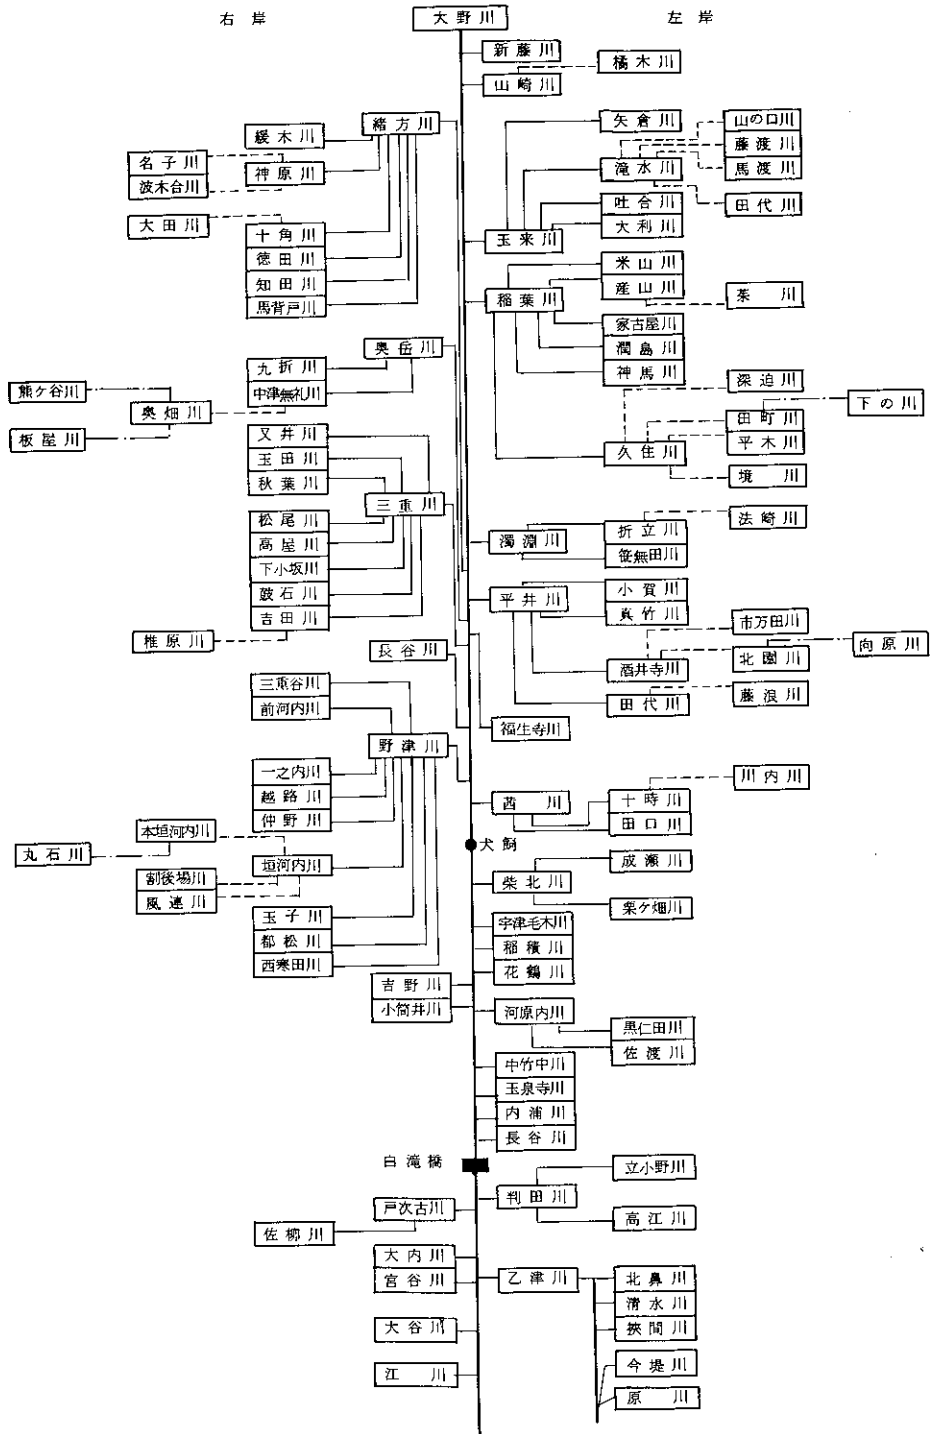 右岸
大野川
左岸
新藤川
橘木川
山崎川
緒方川
緩木川
名子川
波木合川
神原川
大田川
十角川
徳田川
知田川
馬背戸川
矢倉川
山の口川
藤渡川
馬渡川
滝水川
田代川
吐合川
大利川
玉来川
米山川
産山川
茶川
稲葉川
家古屋川
潤島川
神馬川
奥岳川
九折川
中津無礼川
熊ケ谷川
奥畑川
板屋川
深迫川
田町川
下の川
平木川
久住川
境川
又井川
玉田川
秋葉川
三重川
松尾川
高屋川
下小坂川
鼓石川
吉田川
椎原川
法崎川
濁淵川
折立川
笹無田川
平井川
小賀川
真竹川
市万田川
北園川
向原川
酒井寺川
藤浪川
田代川
長谷川
福生寺川
三重谷川
前河内川
野津川
一之内川
越路川
仲野川
本垣河内川
丸石川
垣河内川
割後場川
風連川
玉子川
都松川
西寒田川
川内川
茜川
十時川
田口川
犬飼
成瀬川
柴北川
栗ケ畑川
宇津毛木川
稲積川
花鶴川
吉野川
小筒井川
河原内川
黒仁田川
佐渡川
中竹中川
玉泉寺川
内浦川
長谷川
白滝橋
立小野川
判田川
高江川
戸次古川
佐柳川
大内川
宮谷川
乙津川
北鼻川
清水川
挾間川
大谷川
今堤川
江川
原川